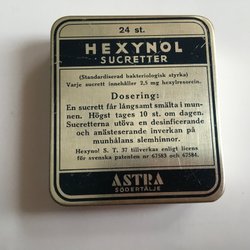 24 st.
HEXYNOL
SUCRETTER
(Standardiserad bakteriologisk styrka)
Varje sucrett innehåller 2,5 mg hexylresorcin.
Dosering:
En sucrett får långsamt smälta i mun-
nen. Högst tages 10 st. om dagen.
Sucretterna utöva en desinficerande
och anästeserande inverkan på
munhålans slemhinnor.
Hexynol S. T. 37 tillverkas enligt licens
för svenska patenten nr 67583 och 67584.
ASTRA
SÖDERTÄLJE